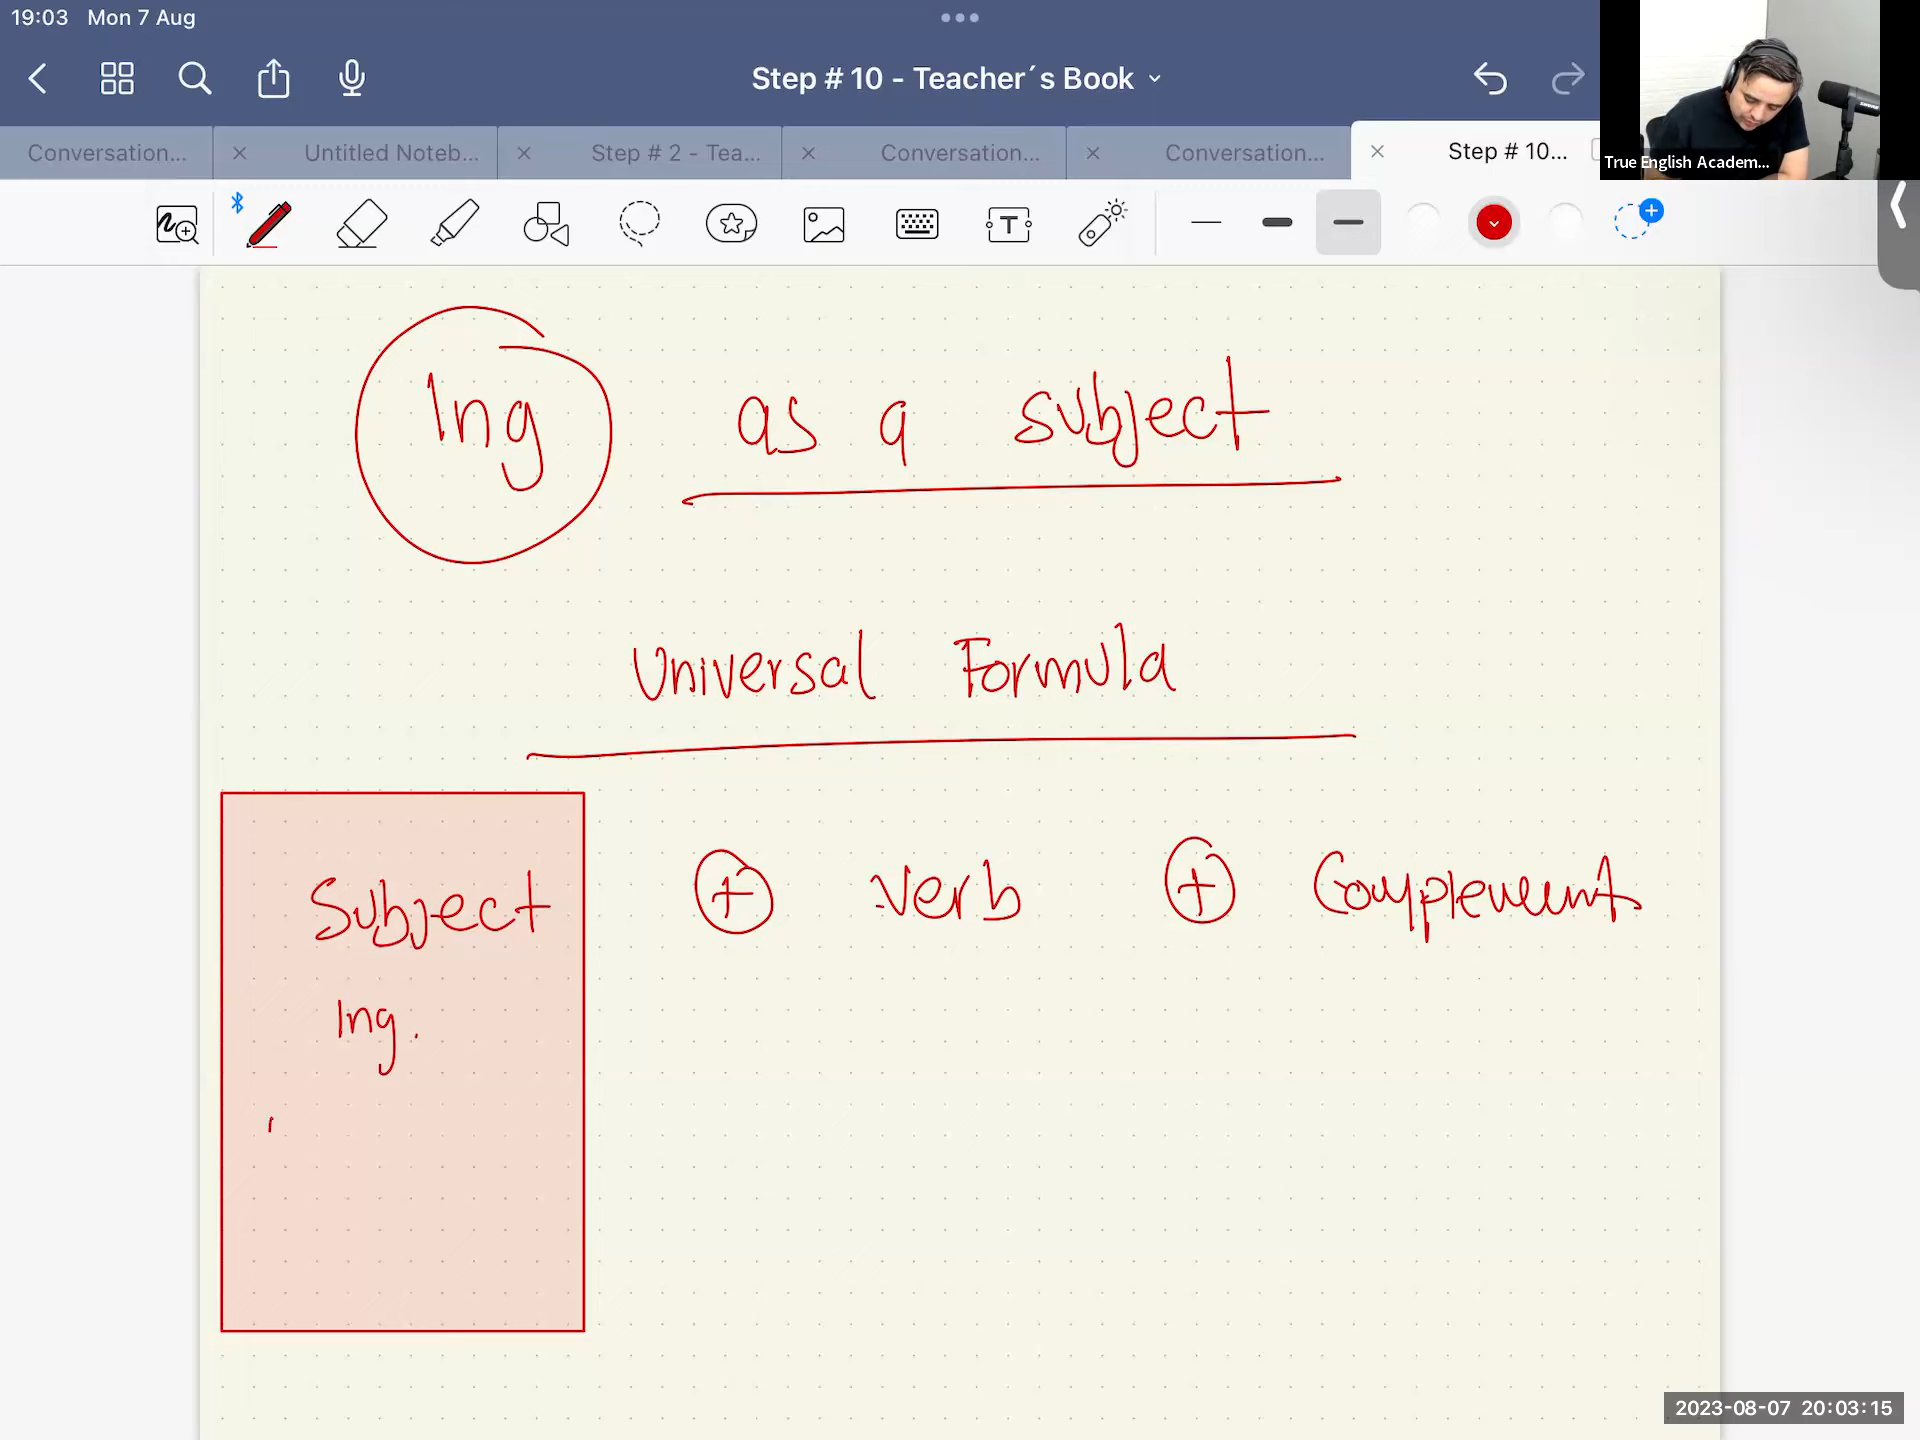 19:03 Mon 7 Aug
Step # 10 - Teacher´s Book
Conversation... Untitled Noteb... Step # 2 - Tea... Conversation... Conversation... Step # 10...
True English Academ...
T
Ing as a subject
Universal Formula
Subject + Verb + Complement
Ing.
2023-08-07 20:03:15